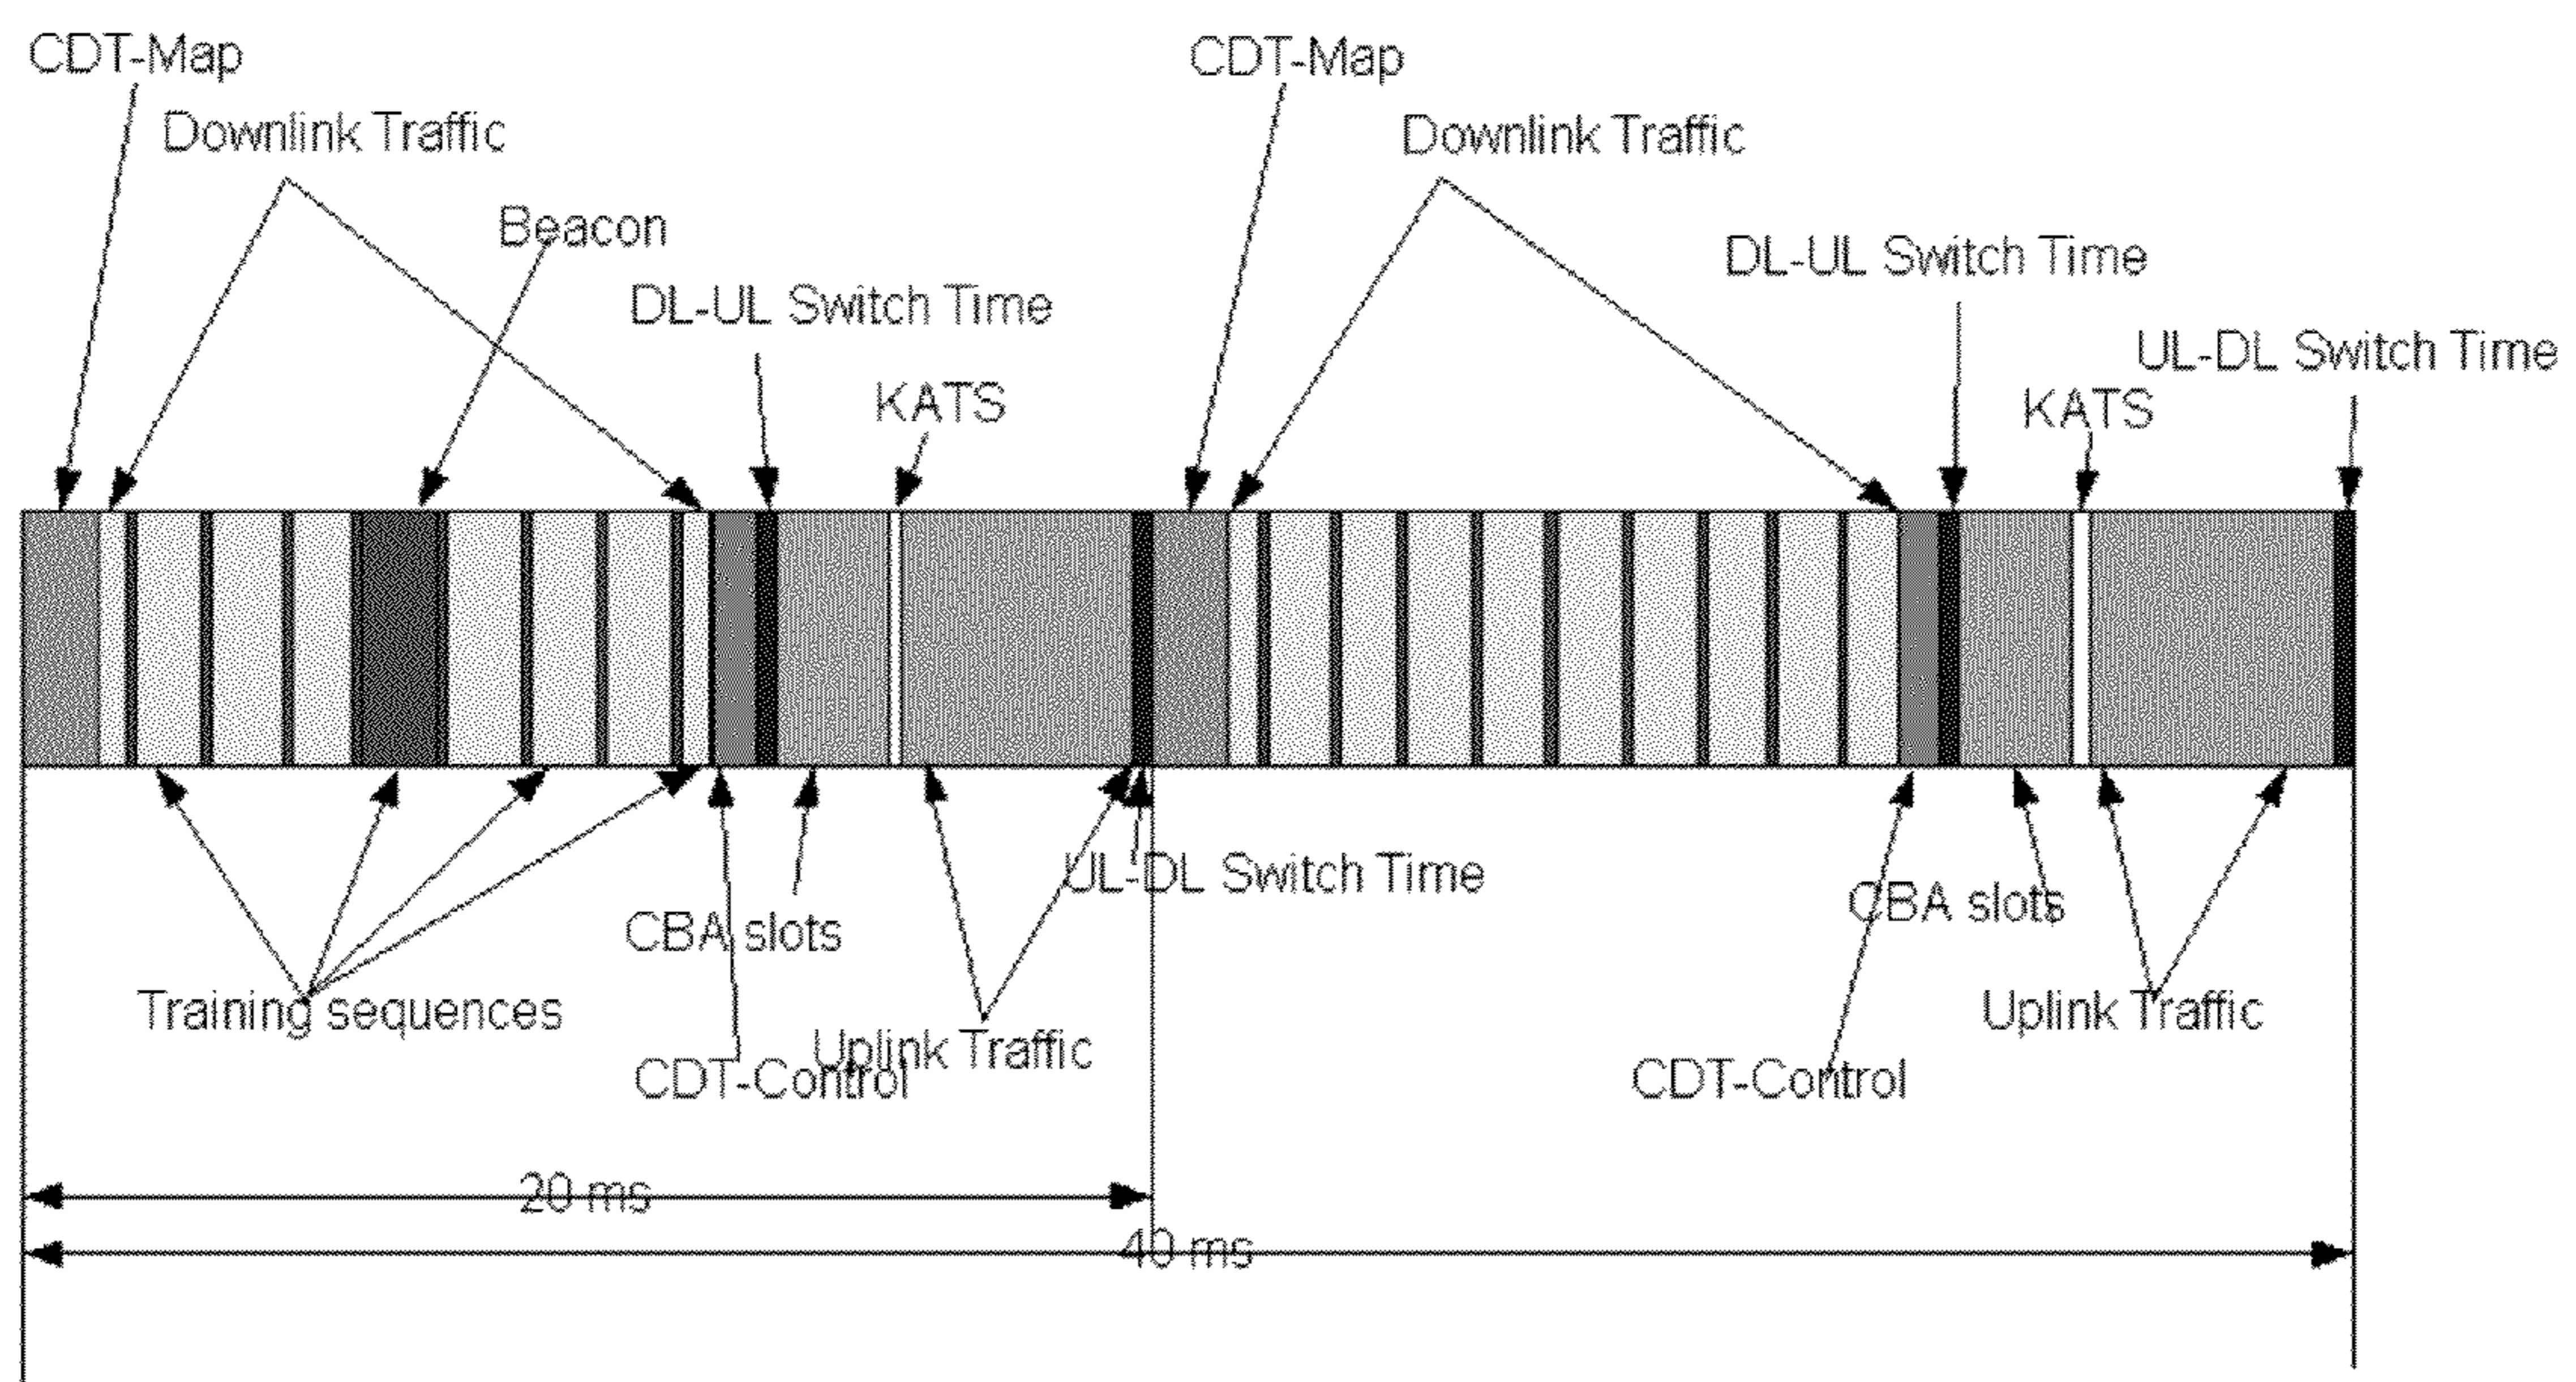 CDT-Map
CDT-Map
Downlink Traffic
Downlink Traffic
Beacon
DL-UL Switch Time
DL-UL Switch Time
UL-DL Switch Time
KATS
KATS
UL-DL Switch Time
CBA slots
CBA slots
Training sequences
Uplink Traffic
Uplink Traffic
CDT-Control
CDT-Control
20 ms
40 ms